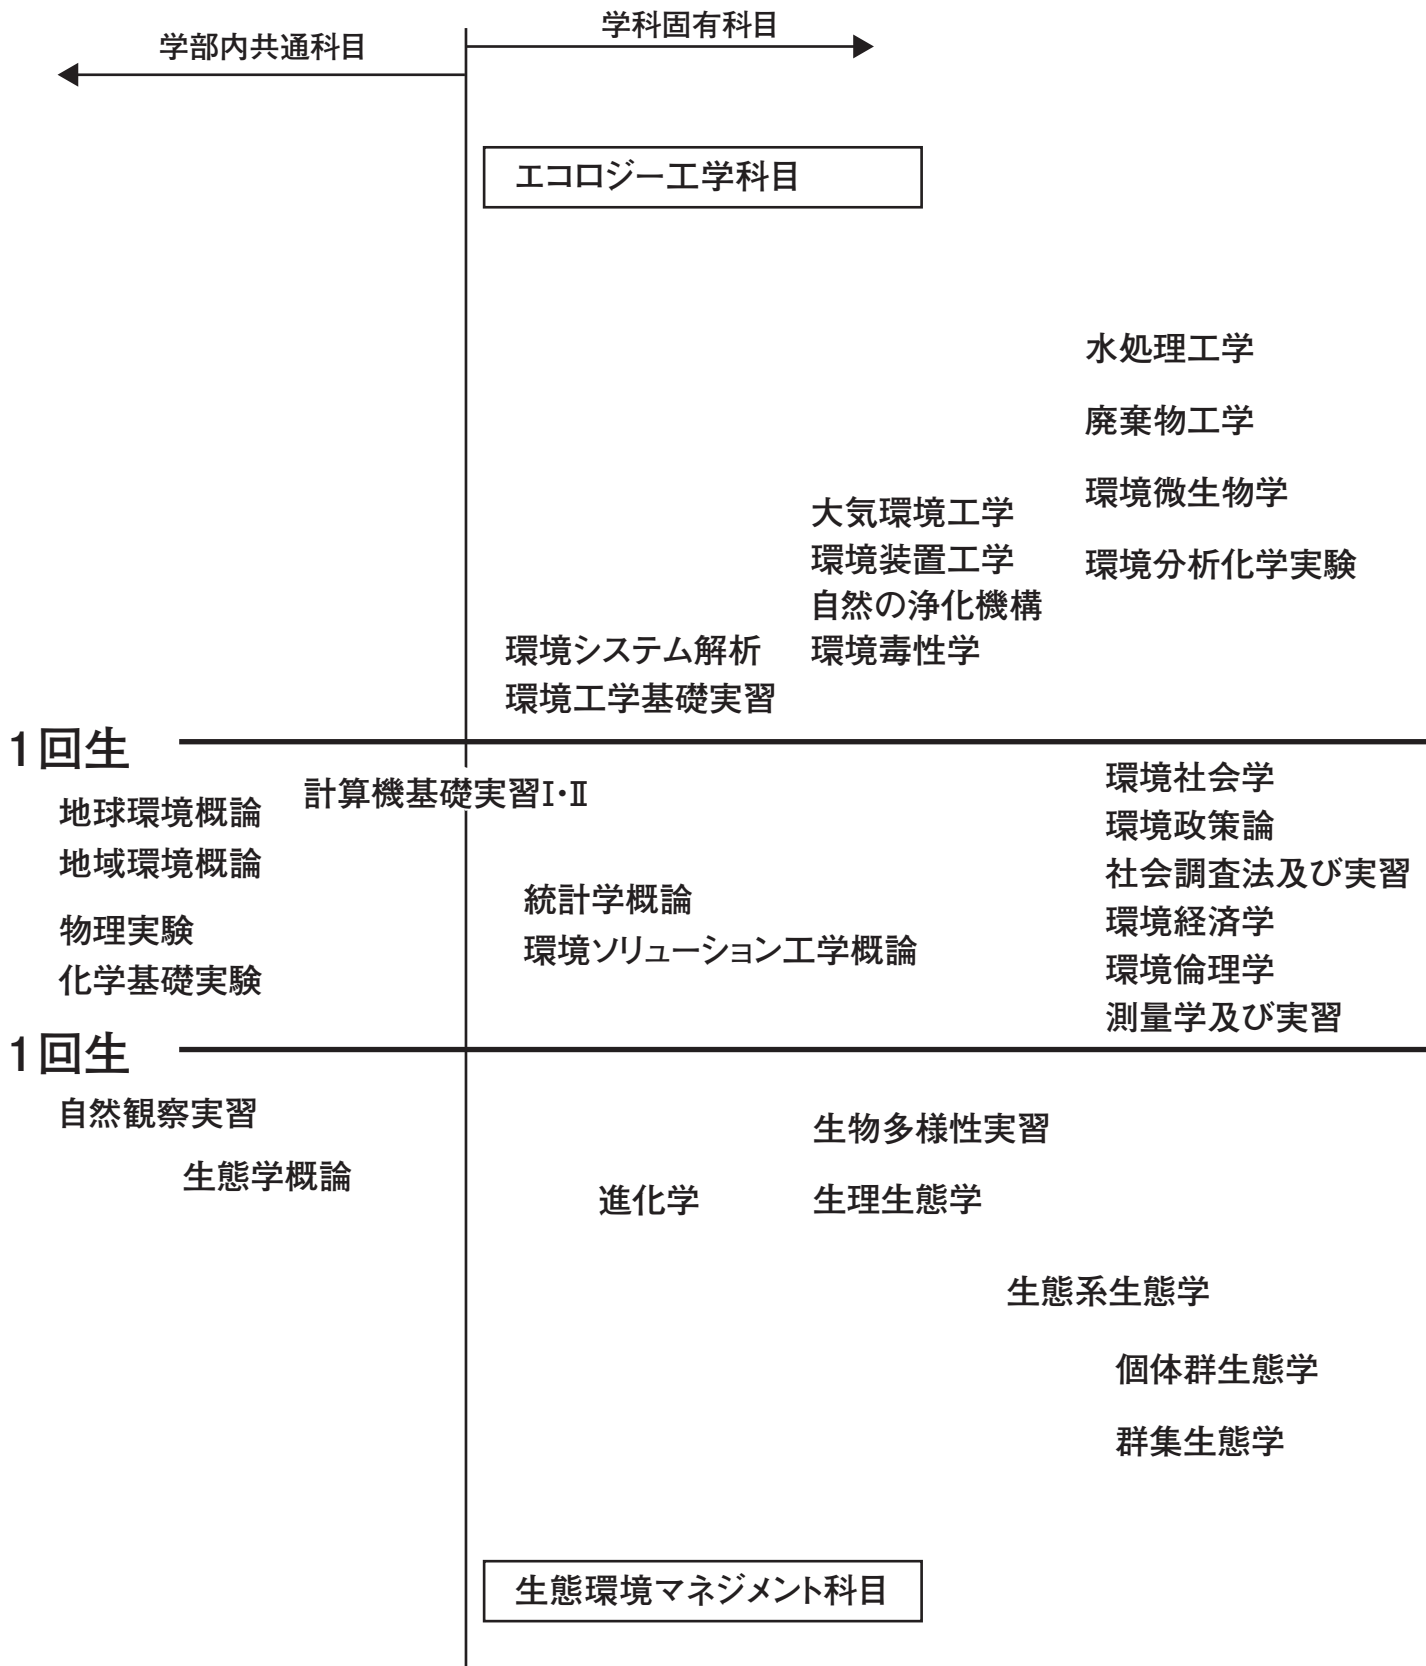 学部内共通科目
学科固有科目
エコロジー工学科目
水処理工学
廃棄物工学
環境微生物学
環境分析化学実験
大気環境工学
環境装置工学
自然の浄化機構
環境毒性学
環境システム解析
環境工学基礎実習
1回生
地球環境概論
地域環境概論
物理実験
化学基礎実験
計算機基礎実習I・II
統計学概論
環境ソリューション工学概論
環境社会学
環境政策論
社会調査法及び実習
環境経済学
環境倫理学
測量学及び実習
1回生
自然観察実習
生態学概論
進化学
生物多様性実習
生理生態学
生態系生態学
個体群生態学
群集生態学
生態環境マネジメント科目